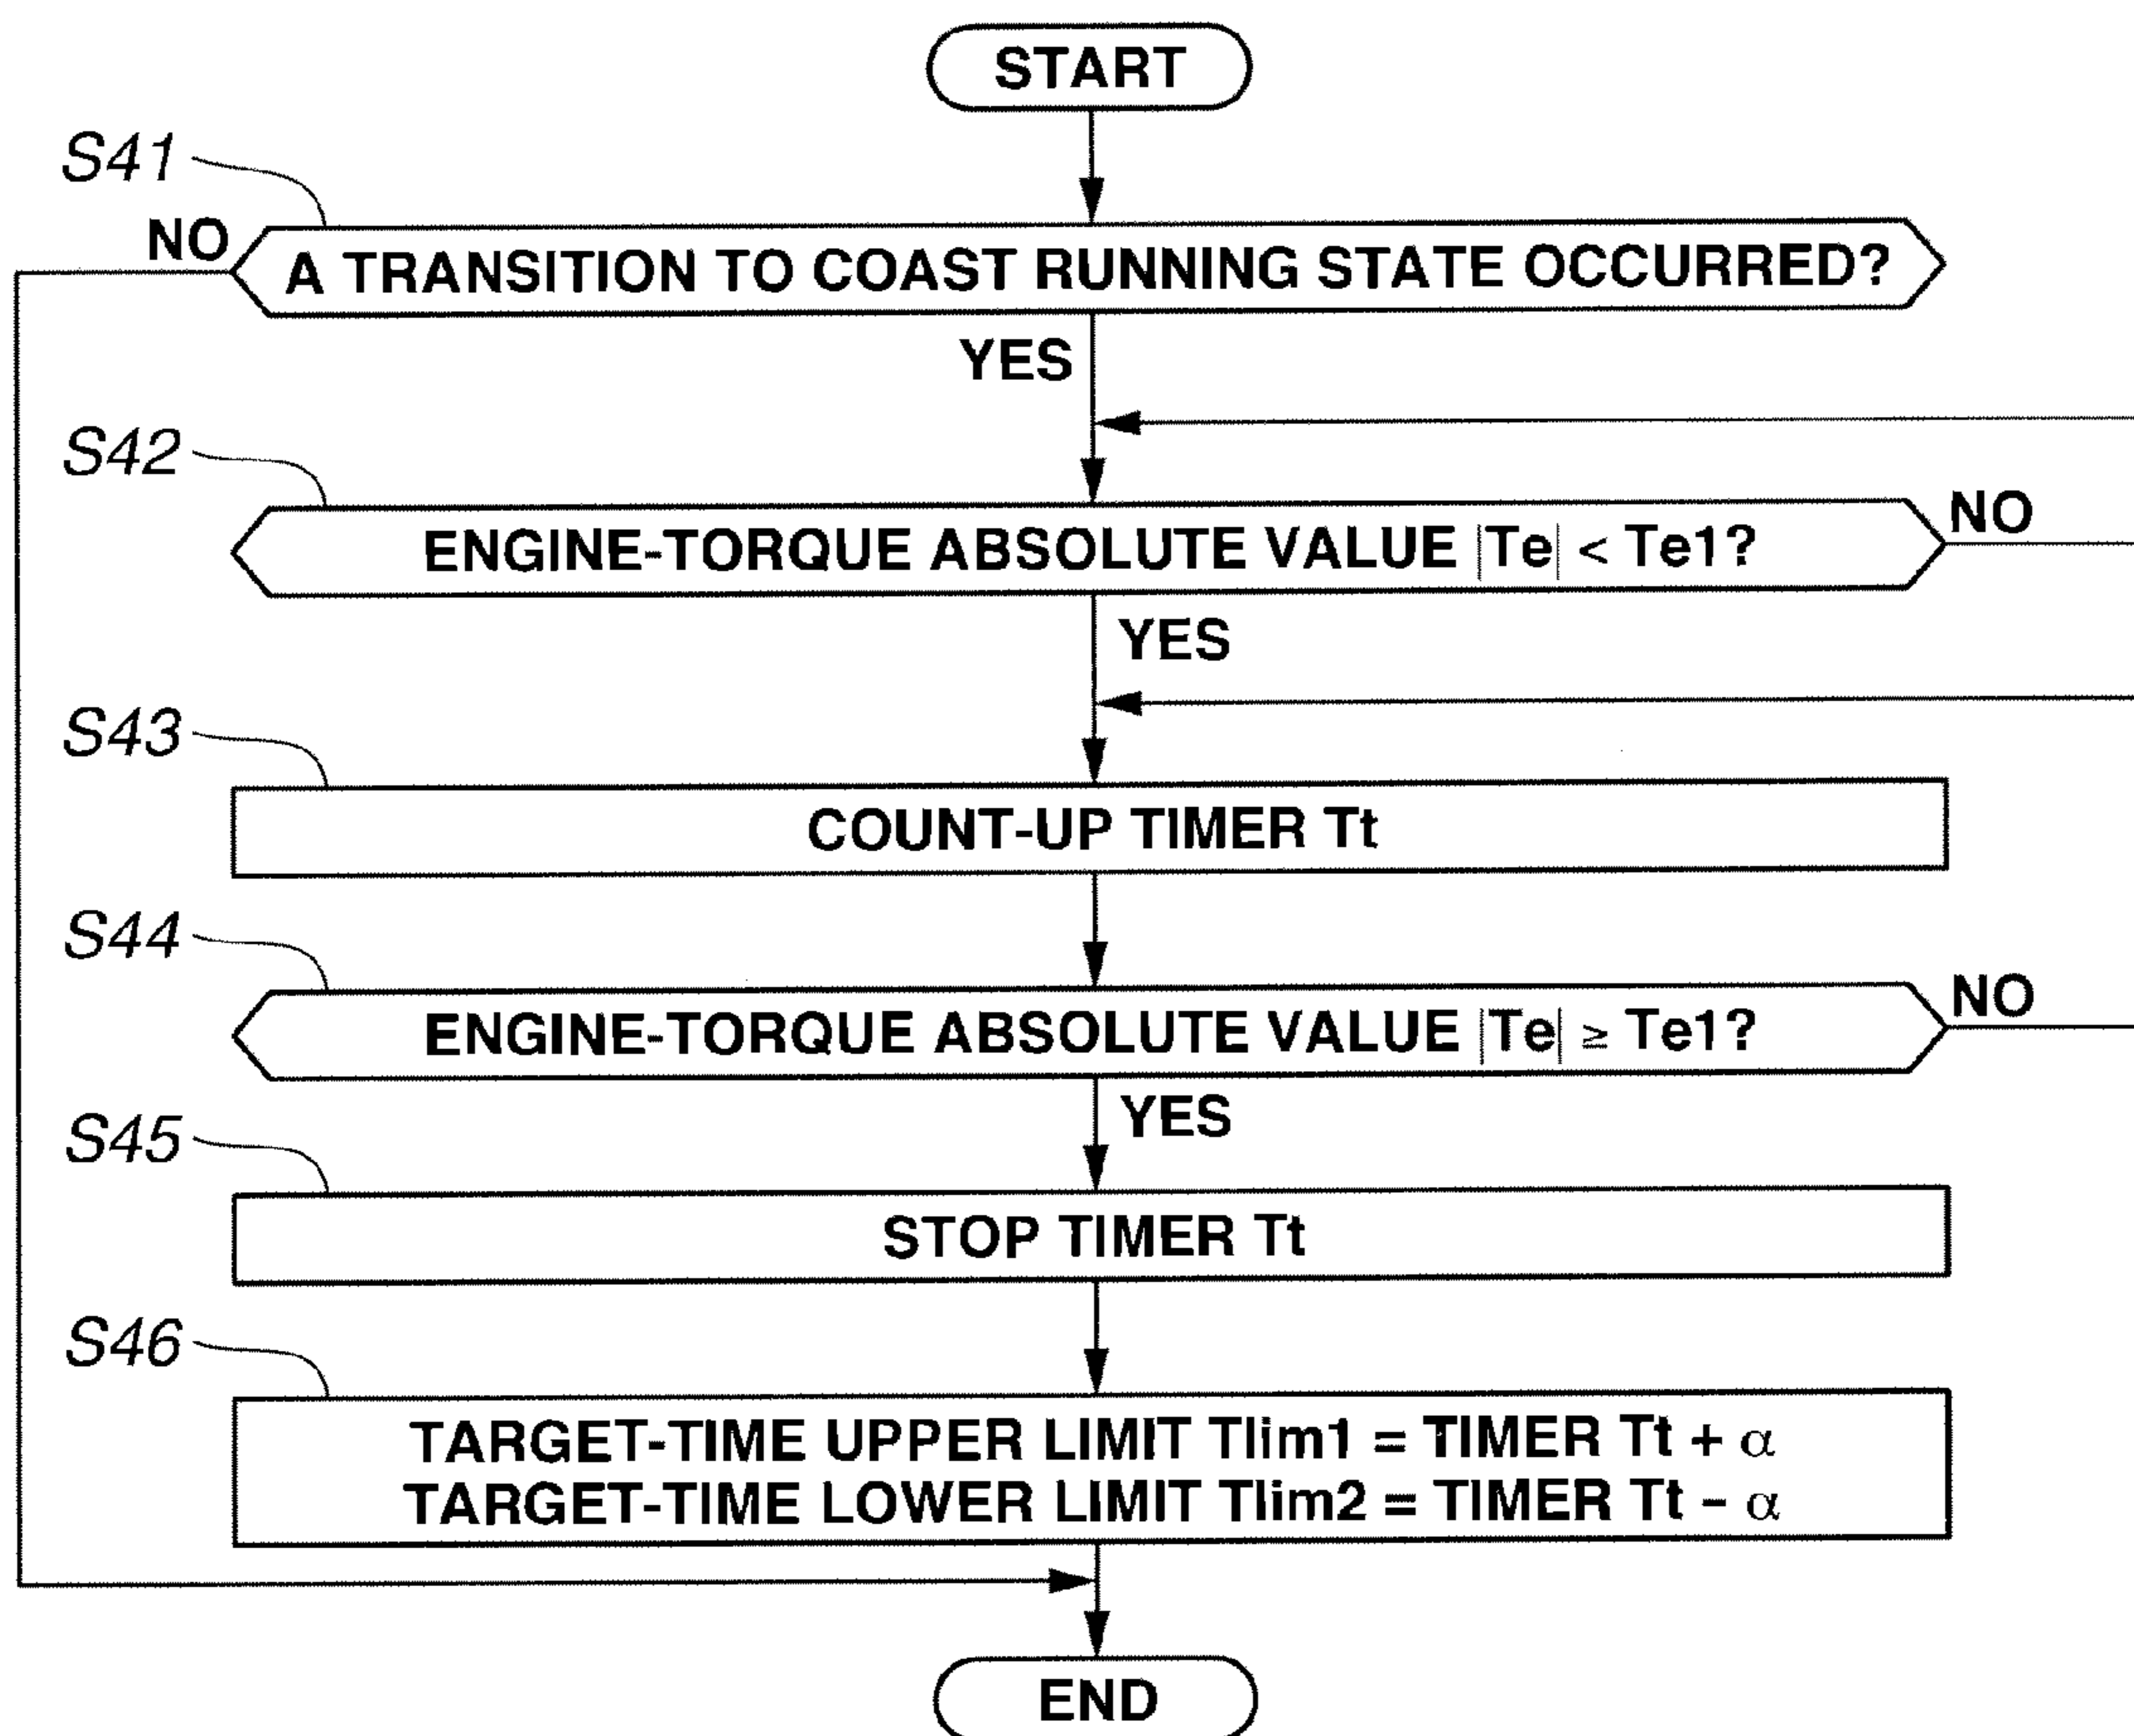 START
S41
NO
A TRANSITION TO COAST RUNNING STATE OCCURRED?
YES
S42
ENGINE-TORQUE ABSOLUTE VALUE |Te| < Te1?
NO
YES
S43
COUNT-UP TIMER Tt
S44
ENGINE-TORQUE ABSOLUTE VALUE |Te| ≥ Te1?
NO
YES
S45
STOP TIMER Tt
S46
TARGET-TIME UPPER LIMIT Tlim1 = TIMER Tt + α
TARGET-TIME LOWER LIMIT Tlim2 = TIMER Tt - α
END